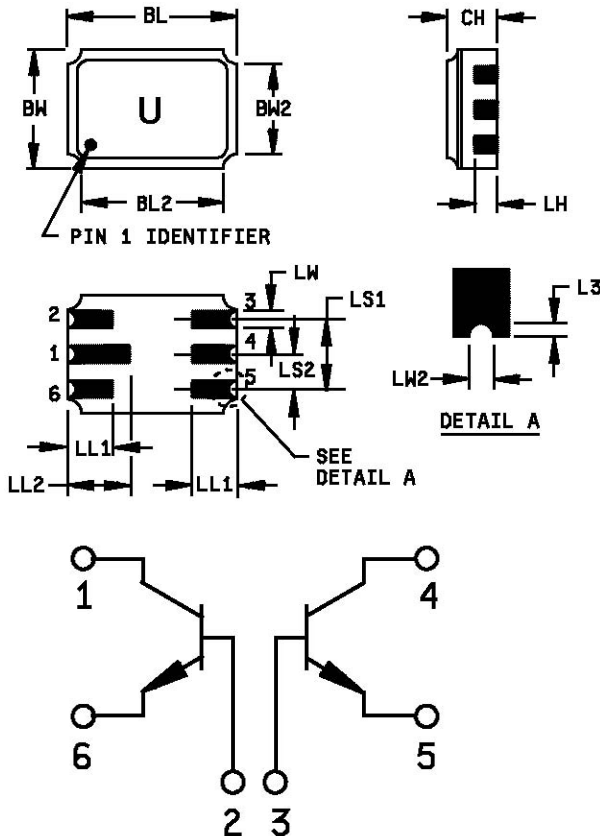 BL
CH
BW
U
BW2
BL2
LH
PIN 1 IDENTIFIER
LW
L3
2
3
LS1
1
4
LS2
LW2
6
5
DETAIL A
LL1
SEE
DETAIL A
LL2
LL1
1
4
6
5
2
3